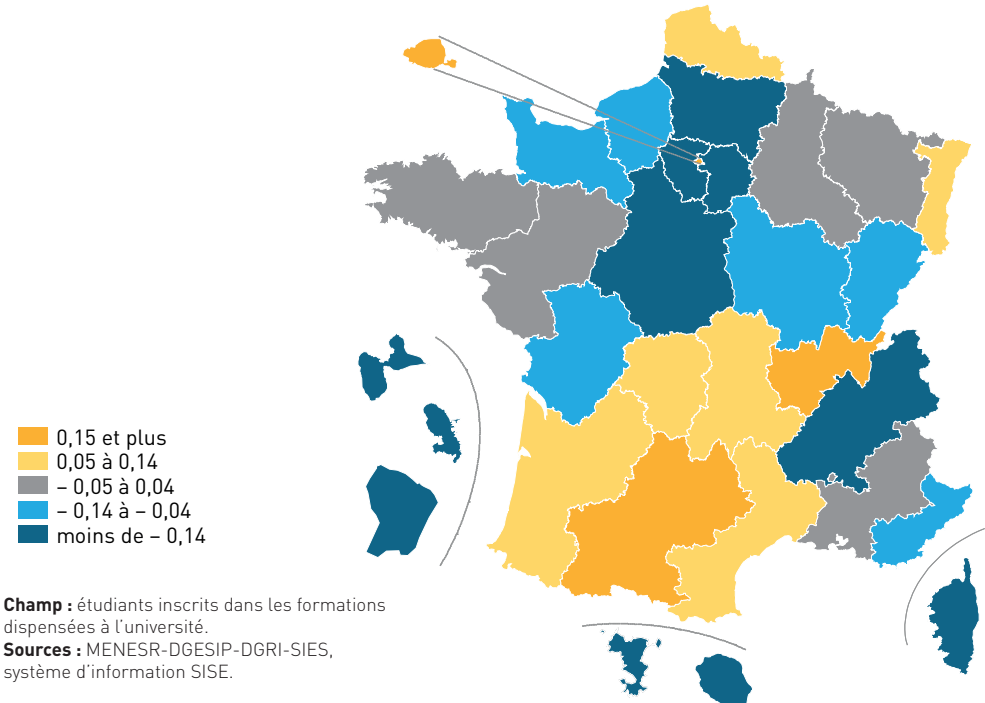 0,15 et plus
0,05 à 0,14
– 0,05 à 0,04
– 0,14 à – 0,04
moins de – 0,14
Champ : étudiants inscrits dans les formations
dispensées à l’université.
Sources : MENESR-DGESIP-DGRI-SIES,
système d’information SISE.